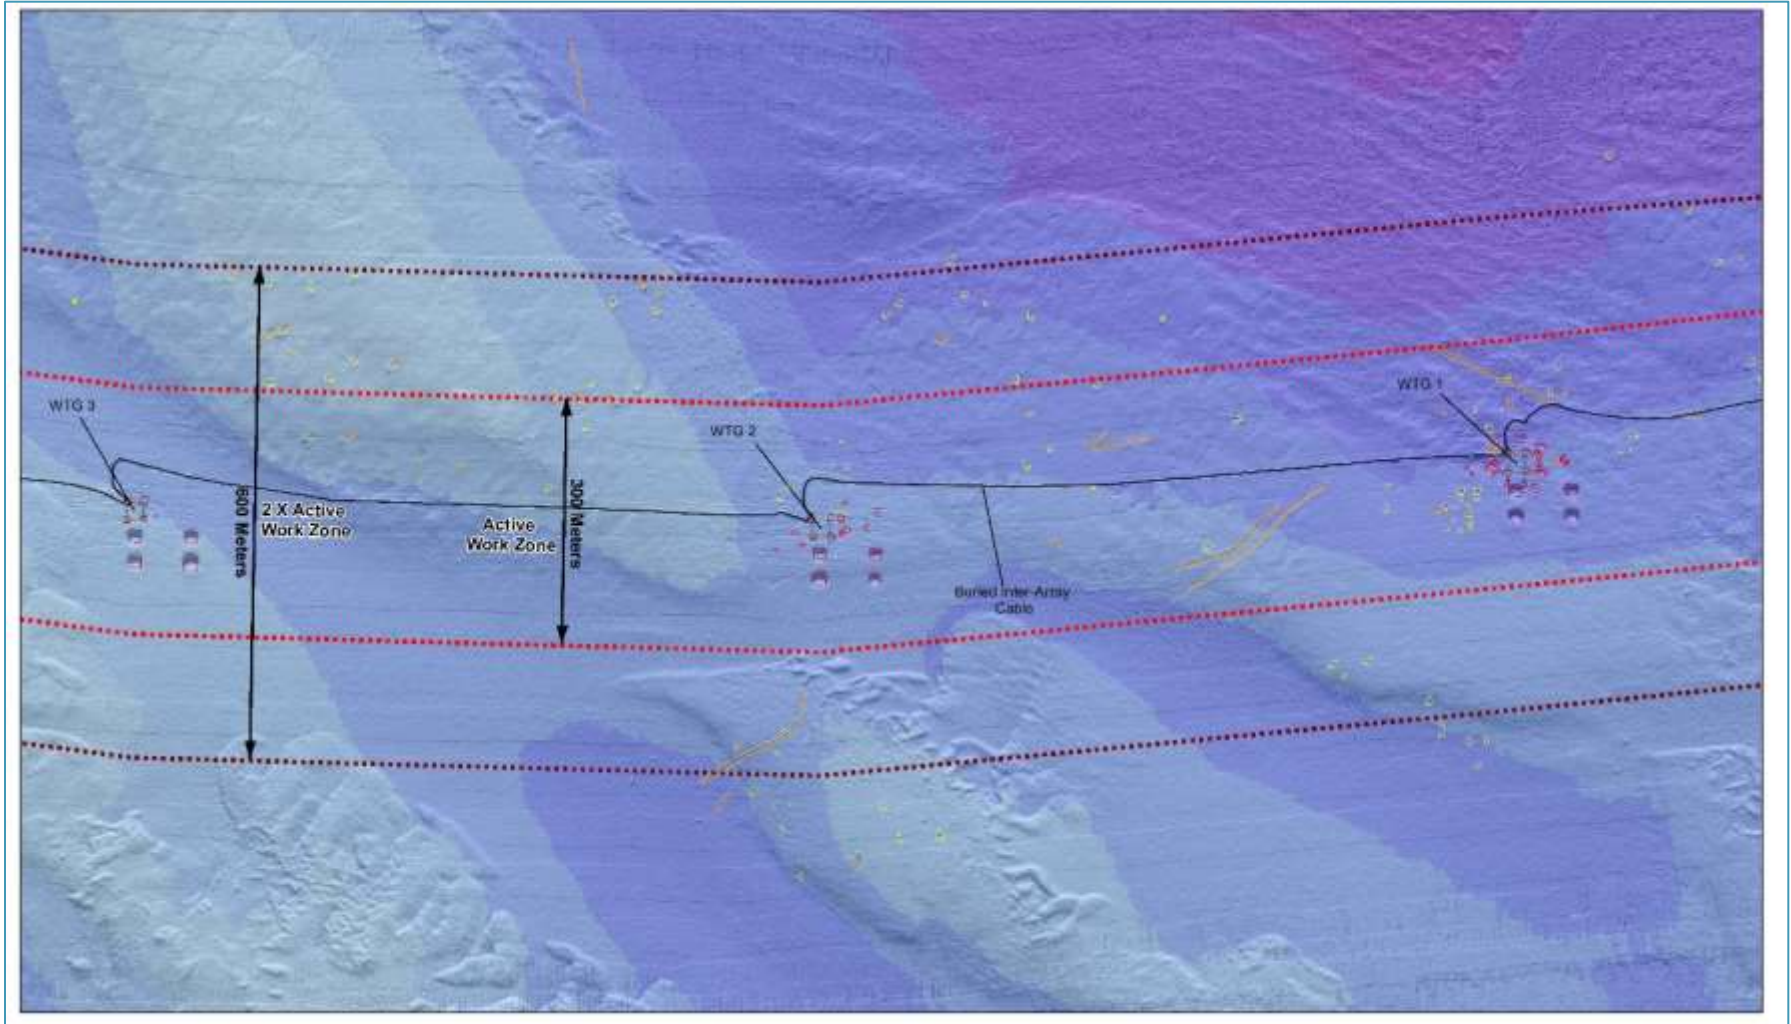 WTG 1
WTG 3
WTG 2
600 Meters
2 X Active
Work Zone
Active
Work Zone
300 Meters
Buried Inter-Array
Cable